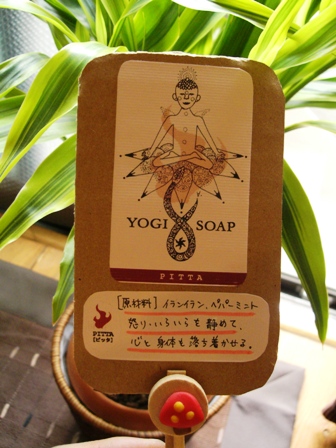 YOGI SOAP
PITTA
[原材料] イランイラン、ペパーミント
怒り・いらいらを静めて、
心と身体を落ち着かせる。
PITTA
[ピッタ]